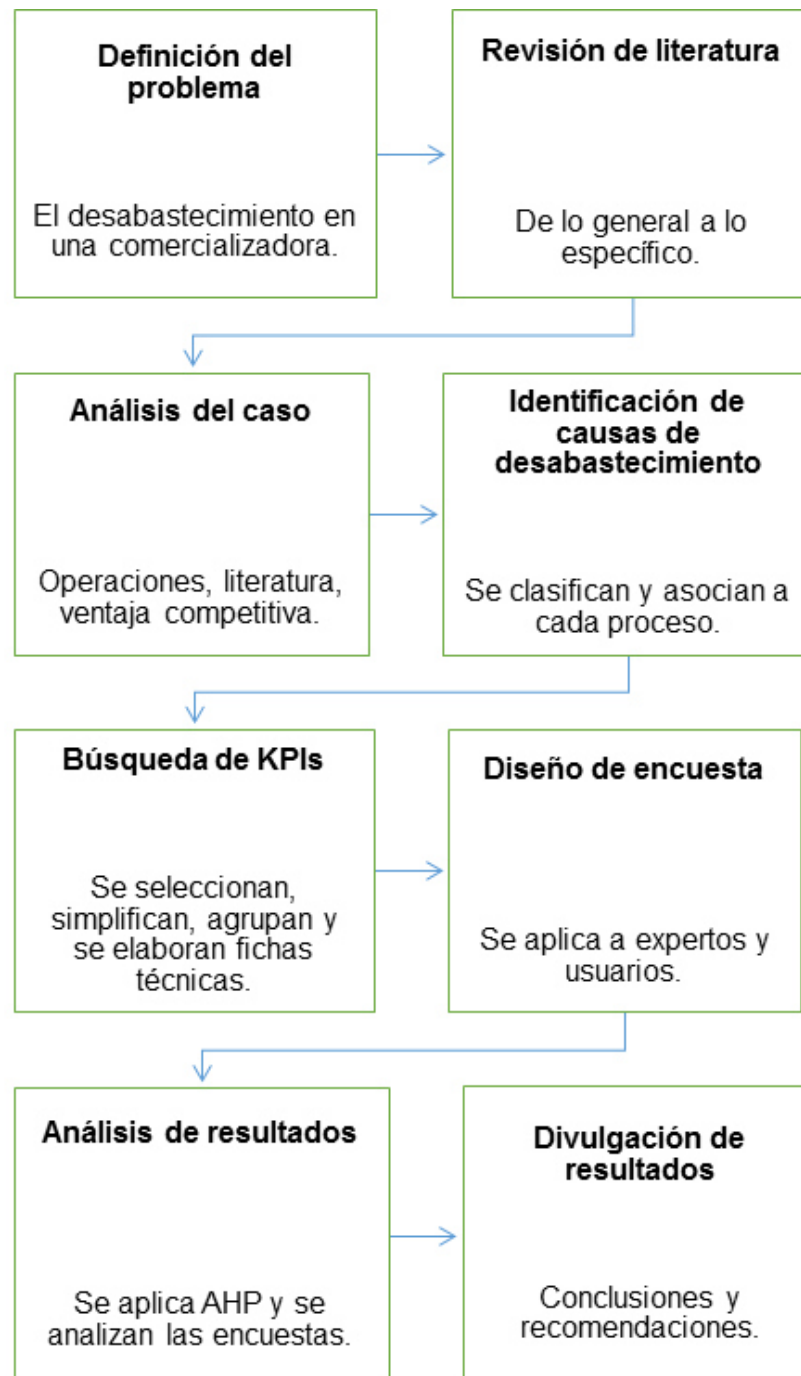 Definición del
problema
El desabastecimiento en
una comercializadora.
Revisión de literatura
De lo general a lo
específico.
Análisis del caso
Operaciones, literatura,
ventaja competitiva.
Identificación de
causas de
desabastecimiento
Se clasifican y asocian a
cada proceso.
Búsqueda de KPIs
Se seleccionan,
simplifican, agrupan y
se elaboran fichas
técnicas.
Diseño de encuesta
Se aplica a expertos y
usuarios.
Análisis de resultados
Se aplica AHP y se
analizan las encuestas.
Divulgación de
resultados
Conclusiones y
recomendaciones.